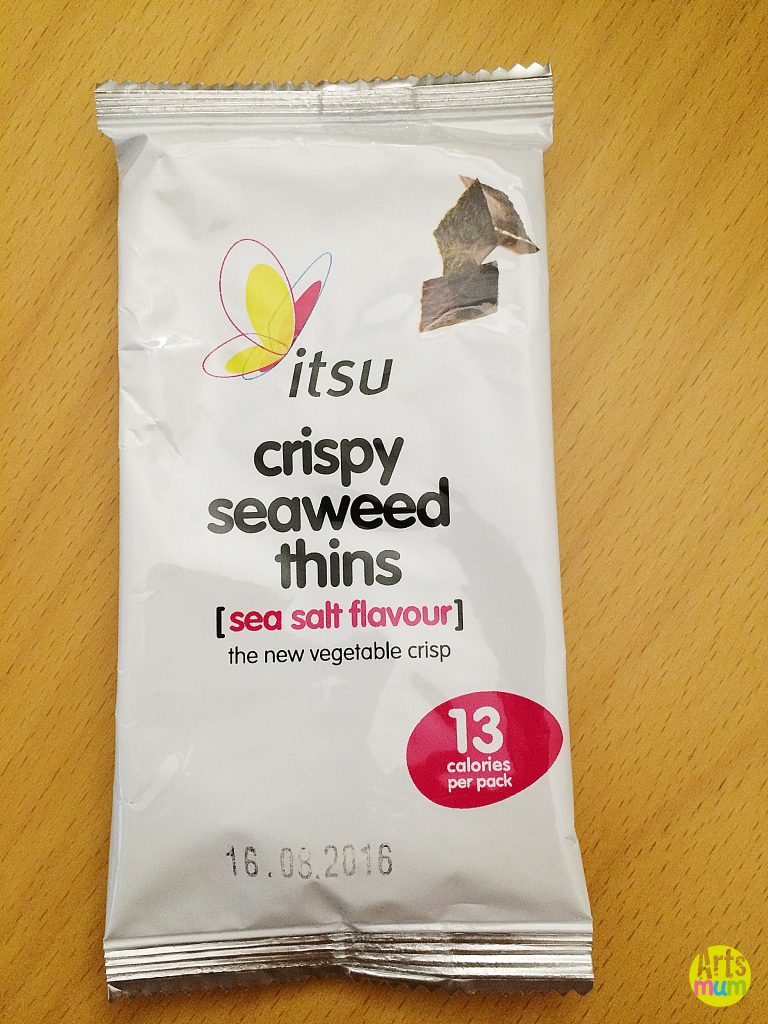 itsu
crispy
seaweed
thins
[sea salt flavour]
the new vegetable crisp
13
calories
per pack
16.08.2016
Arts
mum